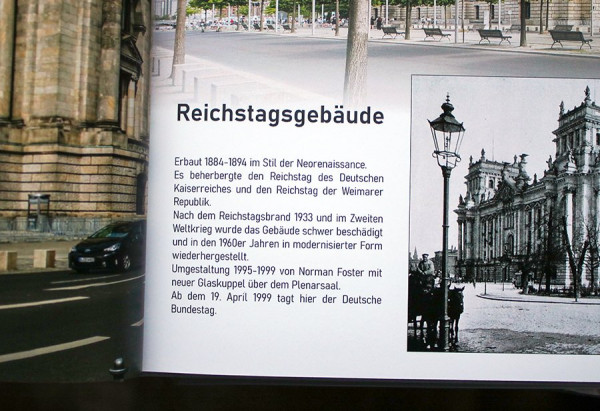 Reichstagsgebäude
Erbaut 1884-1894 im Stil der Neorenaissance.
Es beherbergte den Reichstag des Deutschen
Kaiserreiches und den Reichstag der Weimarer
Republik.
Nach dem Reichstagsbrand 1933 und im Zweiten
Weltkrieg wurde das Gebäude schwer beschädigt
und in den 1960er Jahren in modernisierter Form
wiederhergestellt.
Umgestaltung 1995-1999 von Norman Foster mit
neuer Glaskuppel über dem Plenarsaal.
Ab dem 19. April 1999 tagt hier der Deutsche
Bundestag.